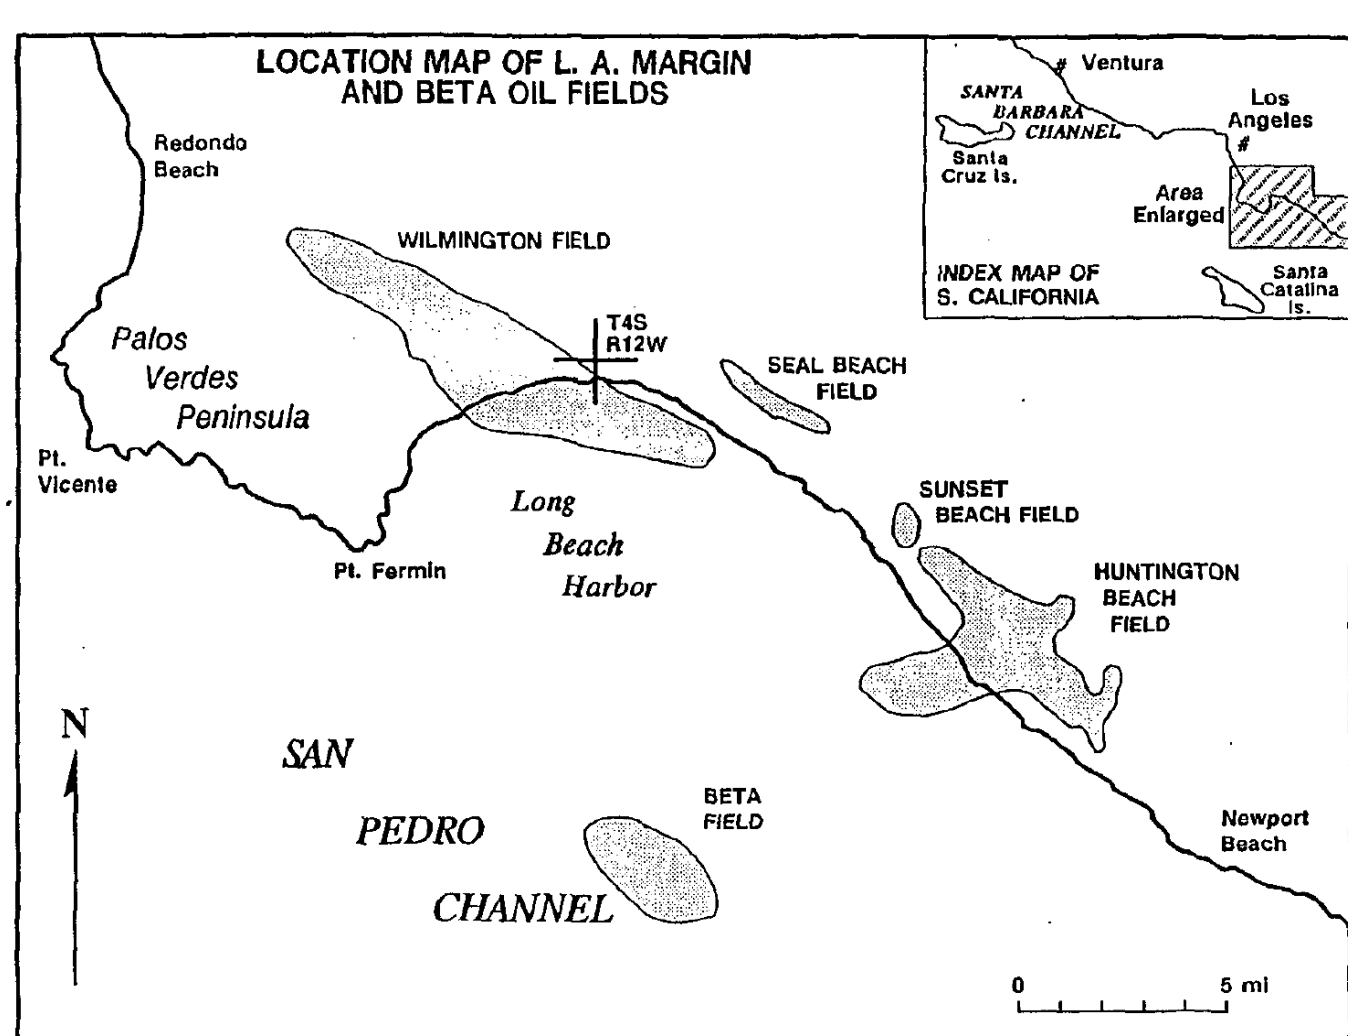 LOCATION MAP OF L. A. MARGIN
AND BETA OIL FIELDS
# Ventura
SANTA
BARBARA
CHANNEL
Los
Angeles
#
Santa
Cruz Is.
Area
Enlarged
INDEX MAP OF
S. CALIFORNIA
Santa
Catalina
Is.
Redondo
Beach
WILMINGTON FIELD
T4S
R12W
Palos
Verdes
Peninsula
SEAL BEACH
FIELD
Pt.
Vicente
Long
Beach
Harbor
SUNSET
BEACH FIELD
Pt. Fermin
HUNTINGTON
BEACH
FIELD
N
SAN
PEDRO
CHANNEL
BETA
FIELD
Newport
Beach
0 5 mi